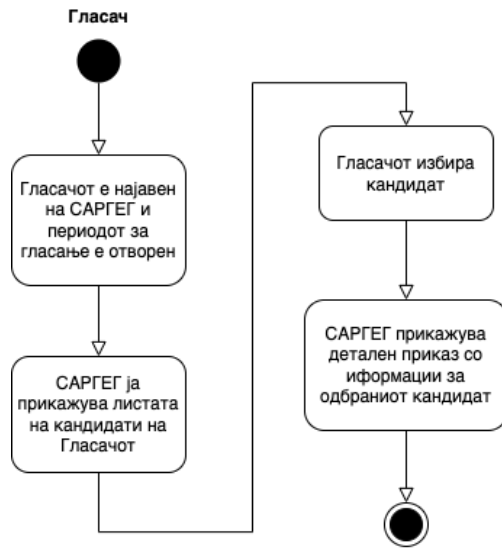 Гласач
Гласачот е најавен
на САРГЕГ и
периодот за
гласање е отворен
САРГЕГ ја
прикажува листата
на кандидати на
Гласачот
Гласачот избира
кандидат
САРГЕГ прикажува
детален приказ со
иформации за
одбраниот кандидат